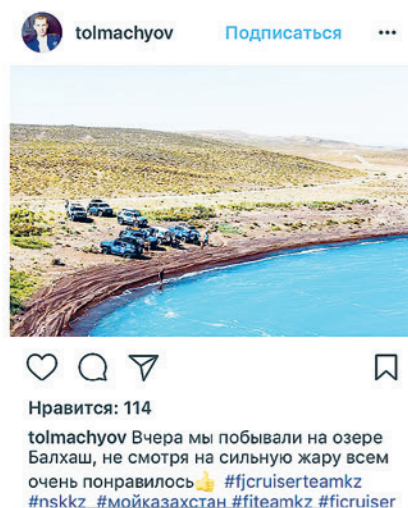 tolmachyov Подписаться
Нравится: 114
tolmachyov Вчера мы побывали на озере
Балхаш, не смотря на сильную жару всем
очень понравилось👍 #fjcruiserteamkz
#nskkz #мойказахстан #fjteamkz #fjcruiser